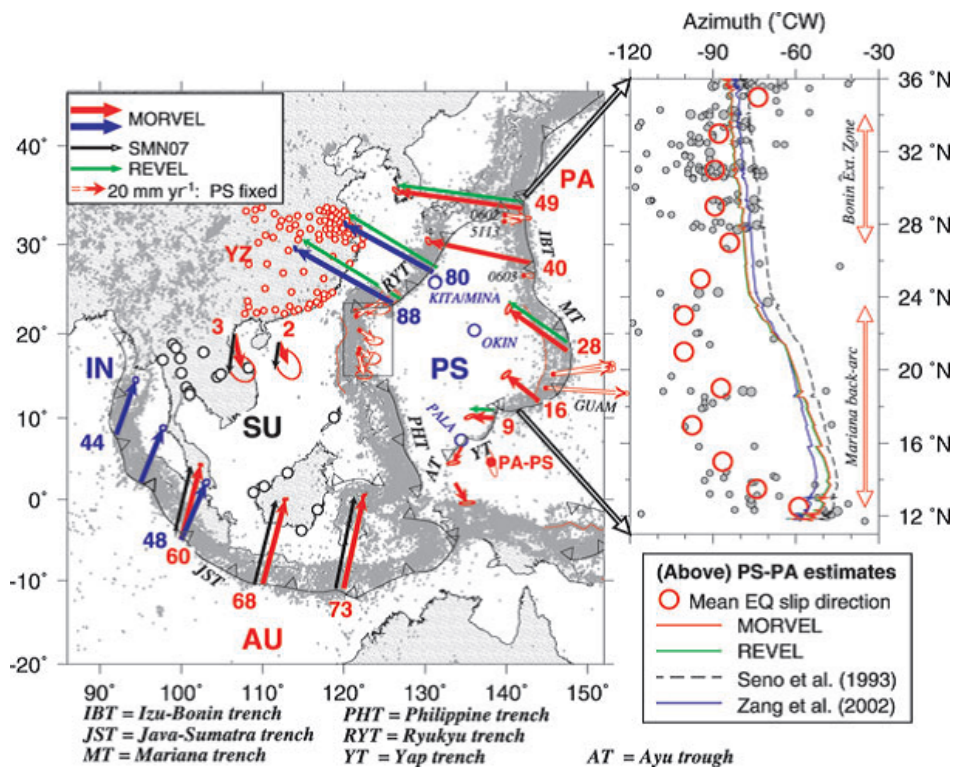 Azimuth (°CW)
-120 -90 -60 -30
MORVEL
SMN07
REVEL
20 mm yr⁻¹: PS fixed
40°
30°
20°
10°
0°
-10°
-20°
90° 100° 110° 120° 130° 140° 150°
PA
49
0602
5113
IBT
40
0603
YZ
RYT
80
KITA/MINA
88
MT
28
OKIN
PS
3 2
IN
SU
16
GUAM
PALA
9
PHT
AT
YT
PA-PS
44
48
60
68
73
JST
AU
36 °N
32 °N
28 °N
24 °N
20 °N
16 °N
12 °N
Bonin Ext. Zone
Mariana back-arc
(Above) PS-PA estimates
Mean EQ slip direction
MORVEL
REVEL
Seno et al. (1993)
Zang et al. (2002)
IBT = Izu-Bonin trench PHT = Philippine trench
JST = Java-Sumatra trench RYT = Ryukyu trench
MT = Mariana trench YT = Yap trench AT = Ayu trough